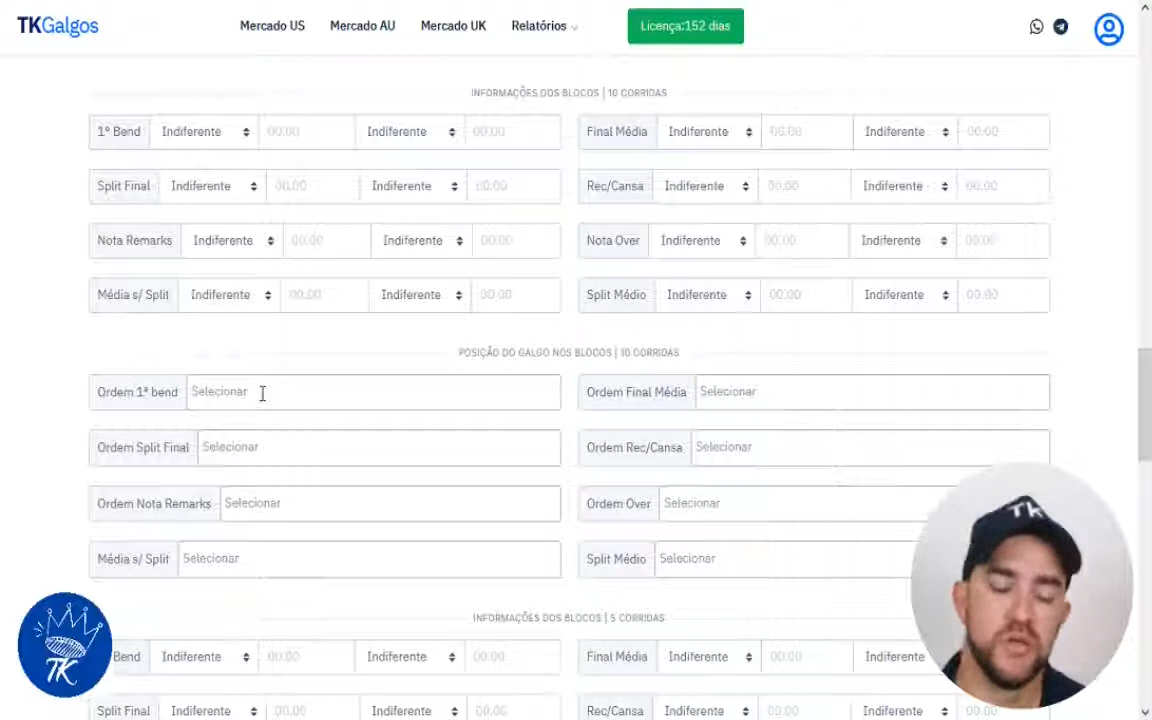 TKGalgos Mercado US Mercado AU Mercado UK Relatórios Licença:152 dias
INFORMAÇÕES DOS BLOCOS | 10 CORRIDAS
1º Bend Indiferente 00.00 Indiferente 00.00 Final Média Indiferente 00.00 Indiferente 00.00
Split Final Indiferente 00.00 Indiferente 00.00 Rec/Cansa Indiferente 00.00 Indiferente 00.00
Nota Remarks Indiferente 00.00 Indiferente 00.00 Nota Over Indiferente 00.00 Indiferente 00.00
Média s/ Split Indiferente 00.00 Indiferente 00.00 Split Médio Indiferente 00.00 Indiferente 00.00
POSIÇÃO DO GALGO NOS BLOCOS | 10 CORRIDAS
Ordem 1ª bend Selecionar Ordem Final Média Selecionar
Ordem Split Final Selecionar Ordem Rec/Cansa Selecionar
Ordem Nota Remarks Selecionar Ordem Over Selecionar
Média s/ Split Selecionar Split Médio Selecionar
INFORMAÇÕES DOS BLOCOS | 5 CORRIDAS
Bend Indiferente 00.00 Indiferente 00.00 Final Média Indiferente 00.00 Indiferente
Split Final Indiferente 00.00 Indiferente 00.00 Rec/Cansa Indiferente 00.00 Indiferente 00.00
TK
TK